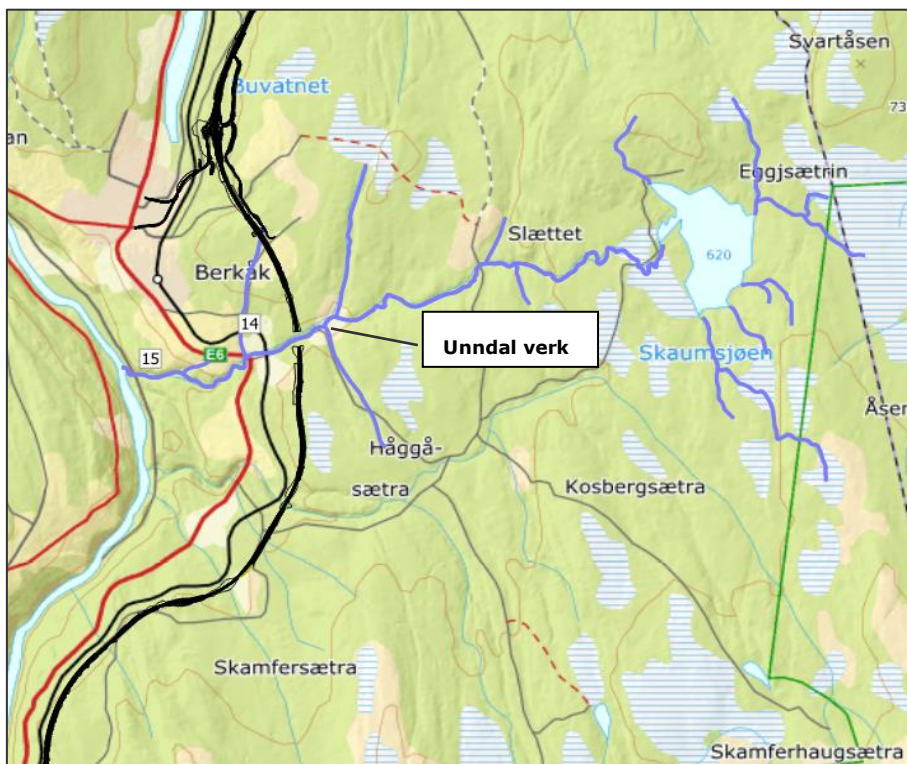 Svartåsen
Buvatnet
73
an
Eggjsætrin
Slættet
620
Berkåk
14
Unndal verk
E6
15
Skaumsjøen
Åsen
Håggå-
sætra
Kosbergsætra
Skamfersætra
Skamferhaugsætra